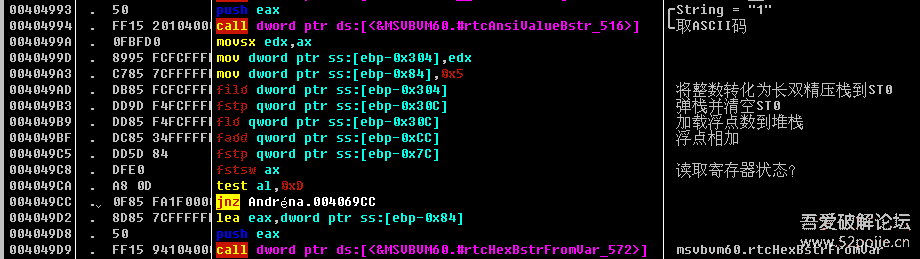 00404993 . 50 push eax String = "1"
00404994 . FF15 20104000 call dword ptr ds:[<&MSVBVM60.#rtcAnsiValueBstr_516>] 取ASCII码
0040499A . 0FBFD0 movsx edx,ax
0040499D . 8995 FCFCFFFF mov dword ptr ss:[ebp-0x304],edx
004049A3 . C785 7CFFFFFF mov dword ptr ss:[ebp-0x84],0x5
004049AD . DB85 FCFCFFFF fild dword ptr ss:[ebp-0x304] 将整数转化为长双精压栈到ST0
004049B3 . DD9D F4FCFFFF fstp qword ptr ss:[ebp-0x30C] 弹栈并清空ST0
004049B9 . DD85 F4FCFFFF fld qword ptr ss:[ebp-0x30C] 加载浮点数到堆栈
004049BF . DC85 34FFFFFF fadd qword ptr ss:[ebp-0xCC] 浮点相加
004049C5 . DD5D 84 fstp qword ptr ss:[ebp-0x7C]
004049C8 . DFE0 fstsw ax 读取寄存器状态?
004049CA . A8 0D test al,0xD
004049CC . 0F85 FA1F0000 jnz Andréna.004069CC
004049D2 . 8D85 7CFFFFFF lea eax,dword ptr ss:[ebp-0x84]
004049D8 . 50 push eax
004049D9 . FF15 94104000 call dword ptr ds:[<&MSVBVM60.#rtcHexBstrFromVar_572>] msvbvm60.rtcHexBstrFromVar
吾爱破解论坛
www.52pojie.cn